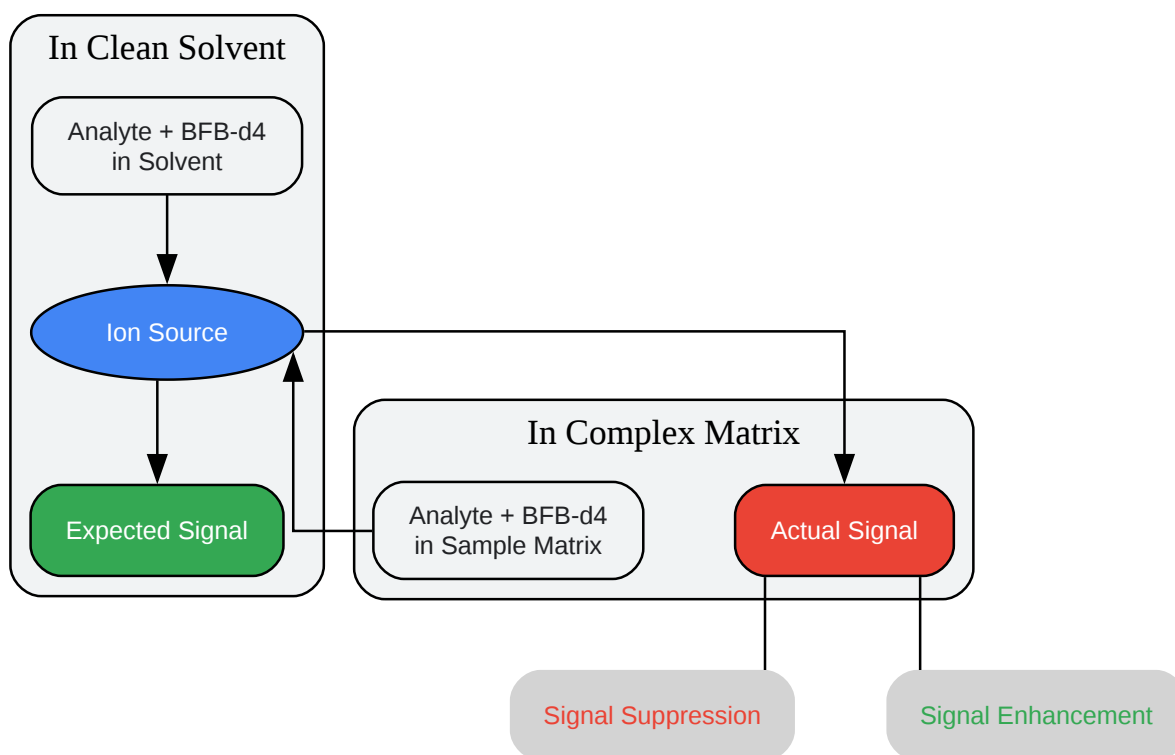 In Clean Solvent
Analyte + BFB-d4
in Solvent
Ion Source
Expected Signal
In Complex Matrix
Analyte + BFB-d4
in Sample Matrix
Actual Signal
Signal Suppression
Signal Enhancement